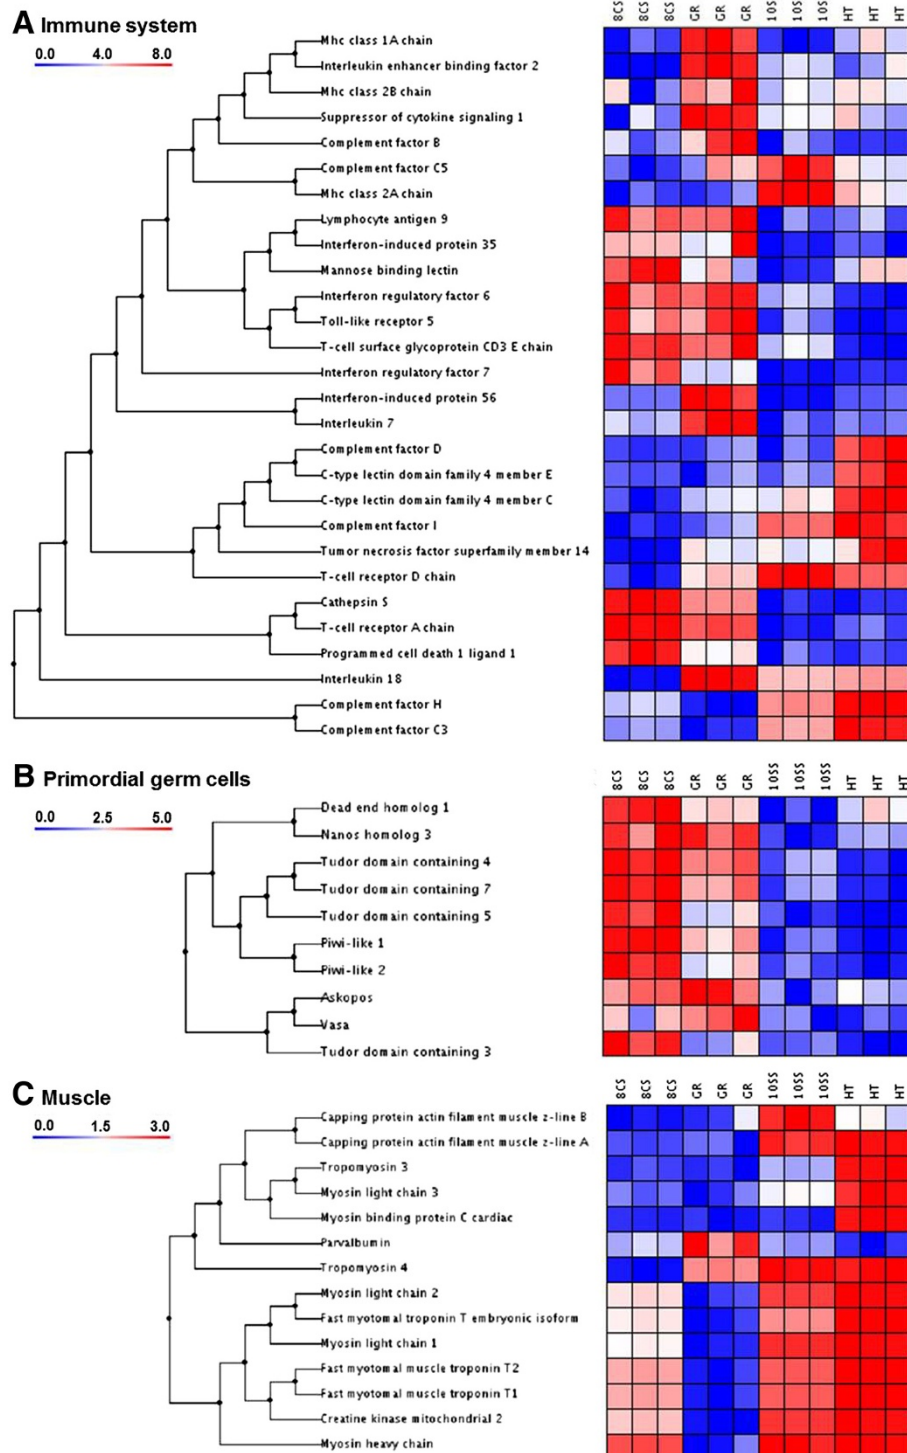 A Immune system
0.0 4.0 8.0
8CS 8CS 8CS GR GR GR 10S 10S 10S HT HT HT
Mhc class 1A chain
Interleukin enhancer binding factor 2
Mhc class 2B chain
Suppressor of cytokine signaling 1
Complement factor B
Complement factor C5
Mhc class 2A chain
Lymphocyte antigen 9
Interferon-induced protein 35
Mannose binding lectin
Interferon regulatory factor 6
Toll-like receptor 5
T-cell surface glycoprotein CD3 E chain
Interferon regulatory factor 7
Interferon-induced protein 56
Interleukin 7
Complement factor D
C-type lectin domain family 4 member E
C-type lectin domain family 4 member C
Complement factor I
Tumor necrosis factor superfamily member 14
T-cell receptor D chain
Cathepsin S
T-cell receptor A chain
Programmed cell death 1 ligand 1
Interleukin 18
Complement factor H
Complement factor C3
B Primordial germ cells
0.0 2.5 5.0
8CS 8CS 8CS GR GR GR 10SS 10SS 10SS HT HT HT
Dead end homolog 1
Nanos homolog 3
Tudor domain containing 4
Tudor domain containing 7
Tudor domain containing 5
Piwi-like 1
Piwi-like 2
Askopos
Vasa
Tudor domain containing 3
C Muscle
0.0 1.5 3.0
8CS 8CS 8CS GR GR GR 10SS 10SS 10SS HT HT HT
Capping protein actin filament muscle z-line B
Capping protein actin filament muscle z-line A
Tropomyosin 3
Myosin light chain 3
Myosin binding protein C cardiac
Parvalbumin
Tropomyosin 4
Myosin light chain 2
Fast myotomal troponin T embryonic isoform
Myosin light chain 1
Fast myotomal muscle troponin T2
Fast myotomal muscle troponin T1
Creatine kinase mitochondrial 2
Myosin heavy chain